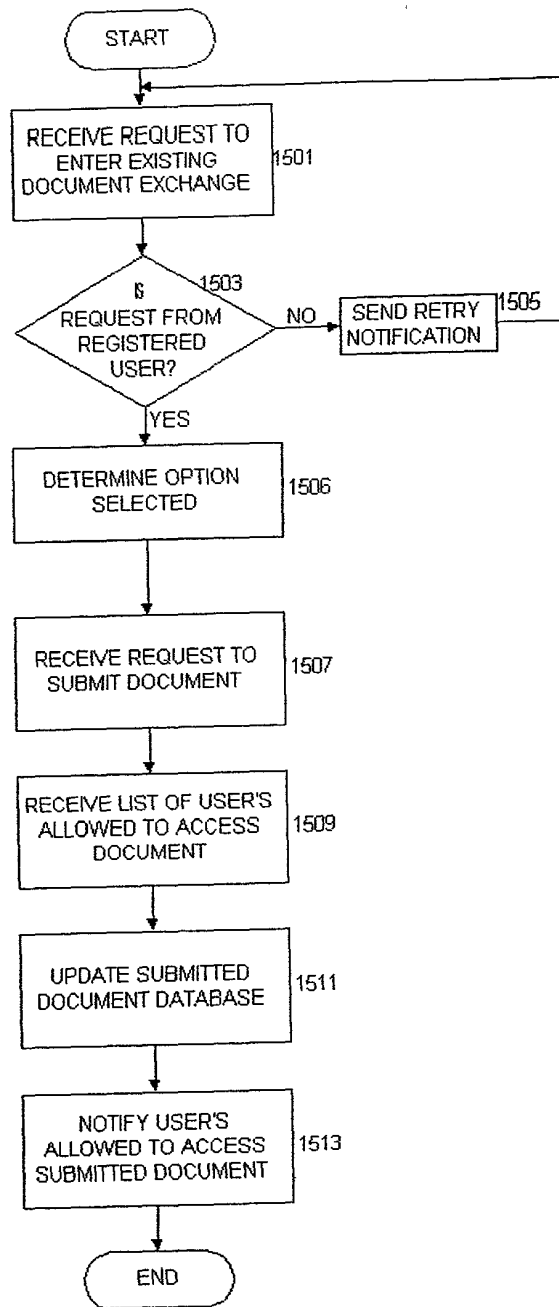 START
RECEIVE REQUEST TO
ENTER EXISTING
DOCUMENT EXCHANGE
1501
IS
REQUEST FROM
REGISTERED
USER?
1503
NO
SEND RETRY
NOTIFICATION
1505
YES
DETERMINE OPTION
SELECTED
1506
RECEIVE REQUEST TO
SUBMIT DOCUMENT
1507
RECEIVE LIST OF USER'S
ALLOWED TO ACCESS
DOCUMENT
1509
UPDATE SUBMITTED
DOCUMENT DATABASE
1511
NOTIFY USER'S
ALLOWED TO ACCESS
SUBMITTED DOCUMENT
1513
END